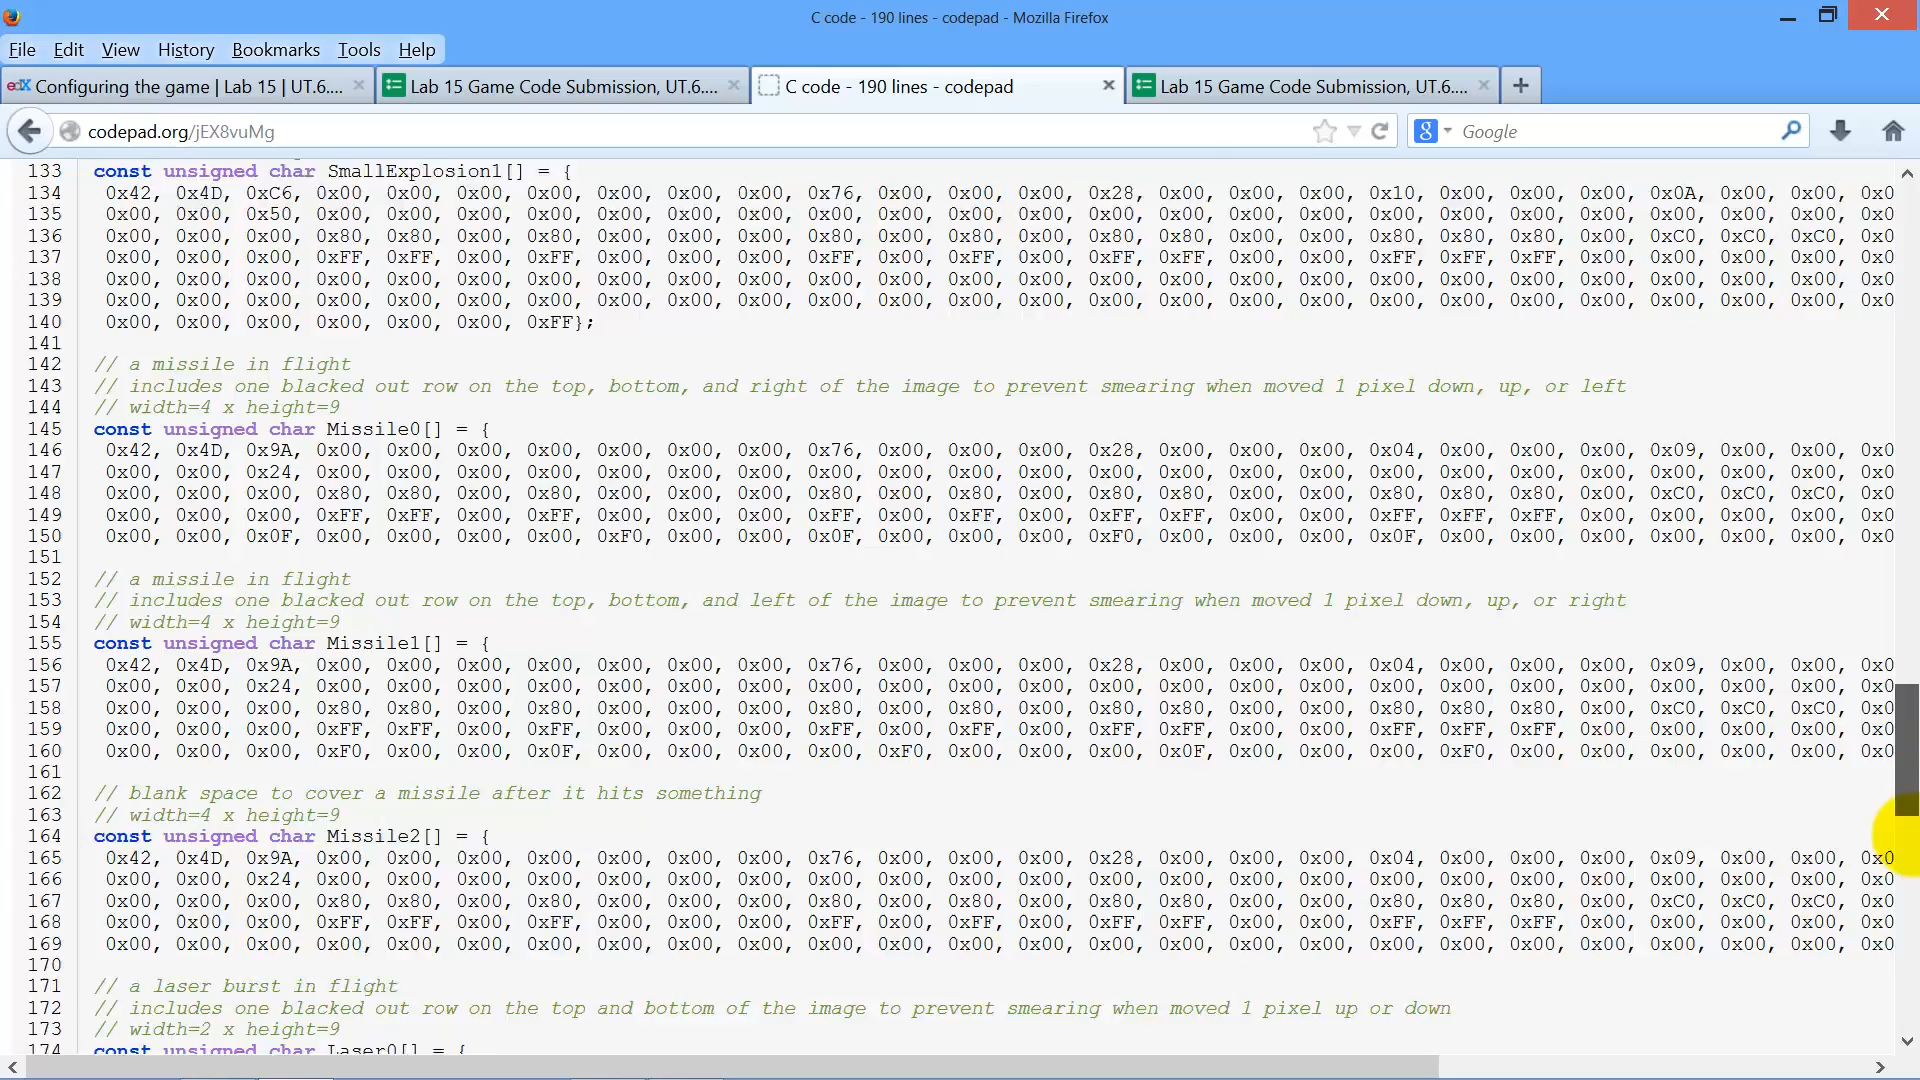 C code - 190 lines - codepad - Mozilla Firefox
File Edit View History Bookmarks Tools Help
edX Configuring the game | Lab 15 | UT.6....
Lab 15 Game Code Submission, UT.6....
C code - 190 lines - codepad
Lab 15 Game Code Submission, UT.6....
codepad.org/jEX8vuMg
Google
133 const unsigned char SmallExplosion1[] = {
134 0x42, 0x4D, 0xC6, 0x00, 0x00, 0x00, 0x00, 0x00, 0x00, 0x00, 0x76, 0x00, 0x00, 0x00, 0x28, 0x00, 0x00, 0x00, 0x10, 0x00, 0x00, 0x00, 0x0A, 0x00, 0x00, 0x0
135 0x00, 0x00, 0x50, 0x00, 0x00, 0x00, 0x00, 0x00, 0x00, 0x00, 0x00, 0x00, 0x00, 0x00, 0x00, 0x00, 0x00, 0x00, 0x00, 0x00, 0x00, 0x00, 0x00, 0x00, 0x00, 0x0
136 0x00, 0x00, 0x00, 0x80, 0x80, 0x00, 0x80, 0x00, 0x00, 0x00, 0x80, 0x00, 0x80, 0x00, 0x80, 0x80, 0x00, 0x00, 0x80, 0x80, 0x80, 0x00, 0xC0, 0xC0, 0xC0, 0x0
137 0x00, 0x00, 0x00, 0xFF, 0xFF, 0x00, 0xFF, 0x00, 0x00, 0x00, 0xFF, 0x00, 0xFF, 0x00, 0xFF, 0xFF, 0x00, 0x00, 0xFF, 0xFF, 0xFF, 0x00, 0x00, 0x00, 0x00, 0x0
138 0x00, 0x00, 0x00, 0x00, 0x00, 0x00, 0x00, 0x00, 0x00, 0x00, 0x00, 0x00, 0x00, 0x00, 0x00, 0x00, 0x00, 0x00, 0x00, 0x00, 0x00, 0x00, 0x00, 0x00, 0x00, 0x0
139 0x00, 0x00, 0x00, 0x00, 0x00, 0x00, 0x00, 0x00, 0x00, 0x00, 0x00, 0x00, 0x00, 0x00, 0x00, 0x00, 0x00, 0x00, 0x00, 0x00, 0x00, 0x00, 0x00, 0x00, 0x00, 0x0
140 0x00, 0x00, 0x00, 0x00, 0x00, 0x00, 0xFF};
141
142 // a missile in flight
143 // includes one blacked out row on the top, bottom, and right of the image to prevent smearing when moved 1 pixel down, up, or left
144 // width=4 x height=9
145 const unsigned char Missile0[] = {
146 0x42, 0x4D, 0x9A, 0x00, 0x00, 0x00, 0x00, 0x00, 0x00, 0x00, 0x76, 0x00, 0x00, 0x00, 0x28, 0x00, 0x00, 0x00, 0x04, 0x00, 0x00, 0x00, 0x09, 0x00, 0x00, 0x0
147 0x00, 0x00, 0x24, 0x00, 0x00, 0x00, 0x00, 0x00, 0x00, 0x00, 0x00, 0x00, 0x00, 0x00, 0x00, 0x00, 0x00, 0x00, 0x00, 0x00, 0x00, 0x00, 0x00, 0x00, 0x00, 0x0
148 0x00, 0x00, 0x00, 0x80, 0x80, 0x00, 0x80, 0x00, 0x00, 0x00, 0x80, 0x00, 0x80, 0x00, 0x80, 0x80, 0x00, 0x00, 0x80, 0x80, 0x80, 0x00, 0xC0, 0xC0, 0xC0, 0x0
149 0x00, 0x00, 0x00, 0xFF, 0xFF, 0x00, 0xFF, 0x00, 0x00, 0x00, 0xFF, 0x00, 0xFF, 0x00, 0xFF, 0xFF, 0x00, 0x00, 0xFF, 0xFF, 0xFF, 0x00, 0x00, 0x00, 0x00, 0x0
150 0x00, 0x00, 0x0F, 0x00, 0x00, 0x00, 0x00, 0xF0, 0x00, 0x00, 0x0F, 0x00, 0x00, 0x00, 0xF0, 0x00, 0x00, 0x00, 0x0F, 0x00, 0x00, 0x00, 0x00, 0x00, 0x00, 0x0
151
152 // a missile in flight
153 // includes one blacked out row on the top, bottom, and left of the image to prevent smearing when moved 1 pixel down, up, or right
154 // width=4 x height=9
155 const unsigned char Missile1[] = {
156 0x42, 0x4D, 0x9A, 0x00, 0x00, 0x00, 0x00, 0x00, 0x00, 0x00, 0x76, 0x00, 0x00, 0x00, 0x28, 0x00, 0x00, 0x00, 0x04, 0x00, 0x00, 0x00, 0x09, 0x00, 0x00, 0x0
157 0x00, 0x00, 0x24, 0x00, 0x00, 0x00, 0x00, 0x00, 0x00, 0x00, 0x00, 0x00, 0x00, 0x00, 0x00, 0x00, 0x00, 0x00, 0x00, 0x00, 0x00, 0x00, 0x00, 0x00, 0x00, 0x0
158 0x00, 0x00, 0x00, 0x80, 0x80, 0x00, 0x80, 0x00, 0x00, 0x00, 0x80, 0x00, 0x80, 0x00, 0x80, 0x80, 0x00, 0x00, 0x80, 0x80, 0x80, 0x00, 0xC0, 0xC0, 0xC0, 0x0
159 0x00, 0x00, 0x00, 0xFF, 0xFF, 0x00, 0xFF, 0x00, 0x00, 0x00, 0xFF, 0x00, 0xFF, 0x00, 0xFF, 0xFF, 0x00, 0x00, 0xFF, 0xFF, 0xFF, 0x00, 0x00, 0x00, 0x00, 0x0
160 0x00, 0x00, 0xF0, 0x00, 0x00, 0x00, 0x0F, 0x00, 0x00, 0x00, 0x00, 0xF0, 0x00, 0x00, 0x00, 0x0F, 0x00, 0x00, 0x00, 0xF0, 0x00, 0x00, 0x00, 0x00, 0x00, 0x0
161
162 // blank space to cover a missile after it hits something
163 // width=4 x height=9
164 const unsigned char Missile2[] = {
165 0x42, 0x4D, 0x9A, 0x00, 0x00, 0x00, 0x00, 0x00, 0x00, 0x00, 0x76, 0x00, 0x00, 0x00, 0x28, 0x00, 0x00, 0x00, 0x04, 0x00, 0x00, 0x00, 0x09, 0x00, 0x00, 0x0
166 0x00, 0x00, 0x24, 0x00, 0x00, 0x00, 0x00, 0x00, 0x00, 0x00, 0x00, 0x00, 0x00, 0x00, 0x00, 0x00, 0x00, 0x00, 0x00, 0x00, 0x00, 0x00, 0x00, 0x00, 0x00, 0x0
167 0x00, 0x00, 0x00, 0x80, 0x80, 0x00, 0x80, 0x00, 0x00, 0x00, 0x80, 0x00, 0x80, 0x00, 0x80, 0x80, 0x00, 0x00, 0x80, 0x80, 0x80, 0x00, 0xC0, 0xC0, 0xC0, 0x0
168 0x00, 0x00, 0x00, 0xFF, 0xFF, 0x00, 0xFF, 0x00, 0x00, 0x00, 0xFF, 0x00, 0xFF, 0x00, 0xFF, 0xFF, 0x00, 0x00, 0xFF, 0xFF, 0xFF, 0x00, 0x00, 0x00, 0x00, 0x0
169 0x00, 0x00, 0x00, 0x00, 0x00, 0x00, 0x00, 0x00, 0x00, 0x00, 0x00, 0x00, 0x00, 0x00, 0x00, 0x00, 0x00, 0x00, 0x00, 0x00, 0x00, 0x00, 0x00, 0x00, 0x00, 0x0
170
171 // a laser burst in flight
172 // includes one blacked out row on the top and bottom of the image to prevent smearing when moved 1 pixel up or down
173 // width=2 x height=9
174 const unsigned char Laser0[] = {